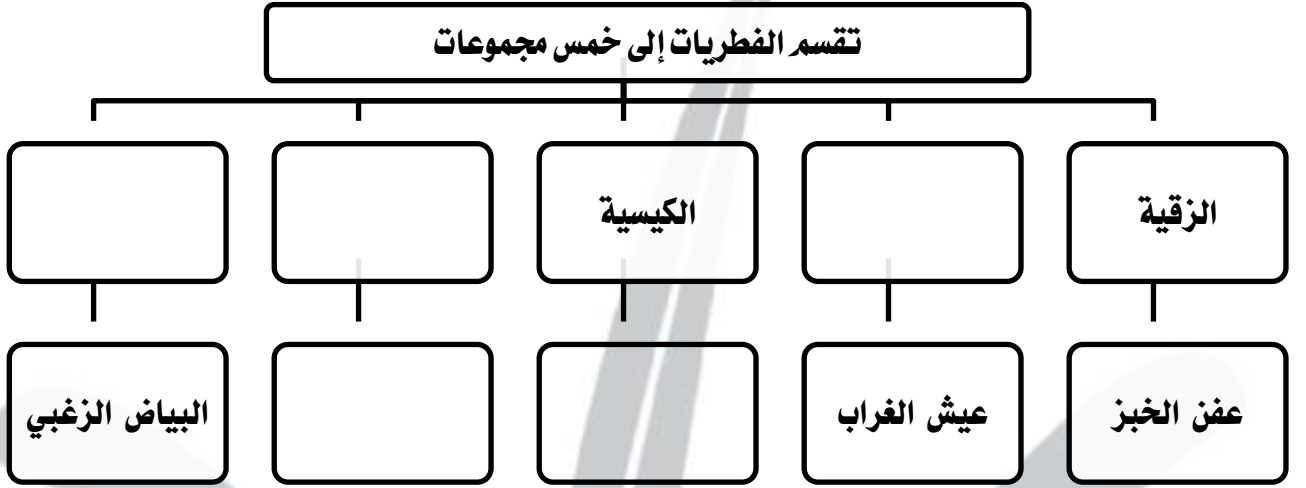 تقسم الفطريات إلى خمس مجموعات
الزقية
الكيسية
عفن الخبز
عيش الغراب
البياض الزغبي